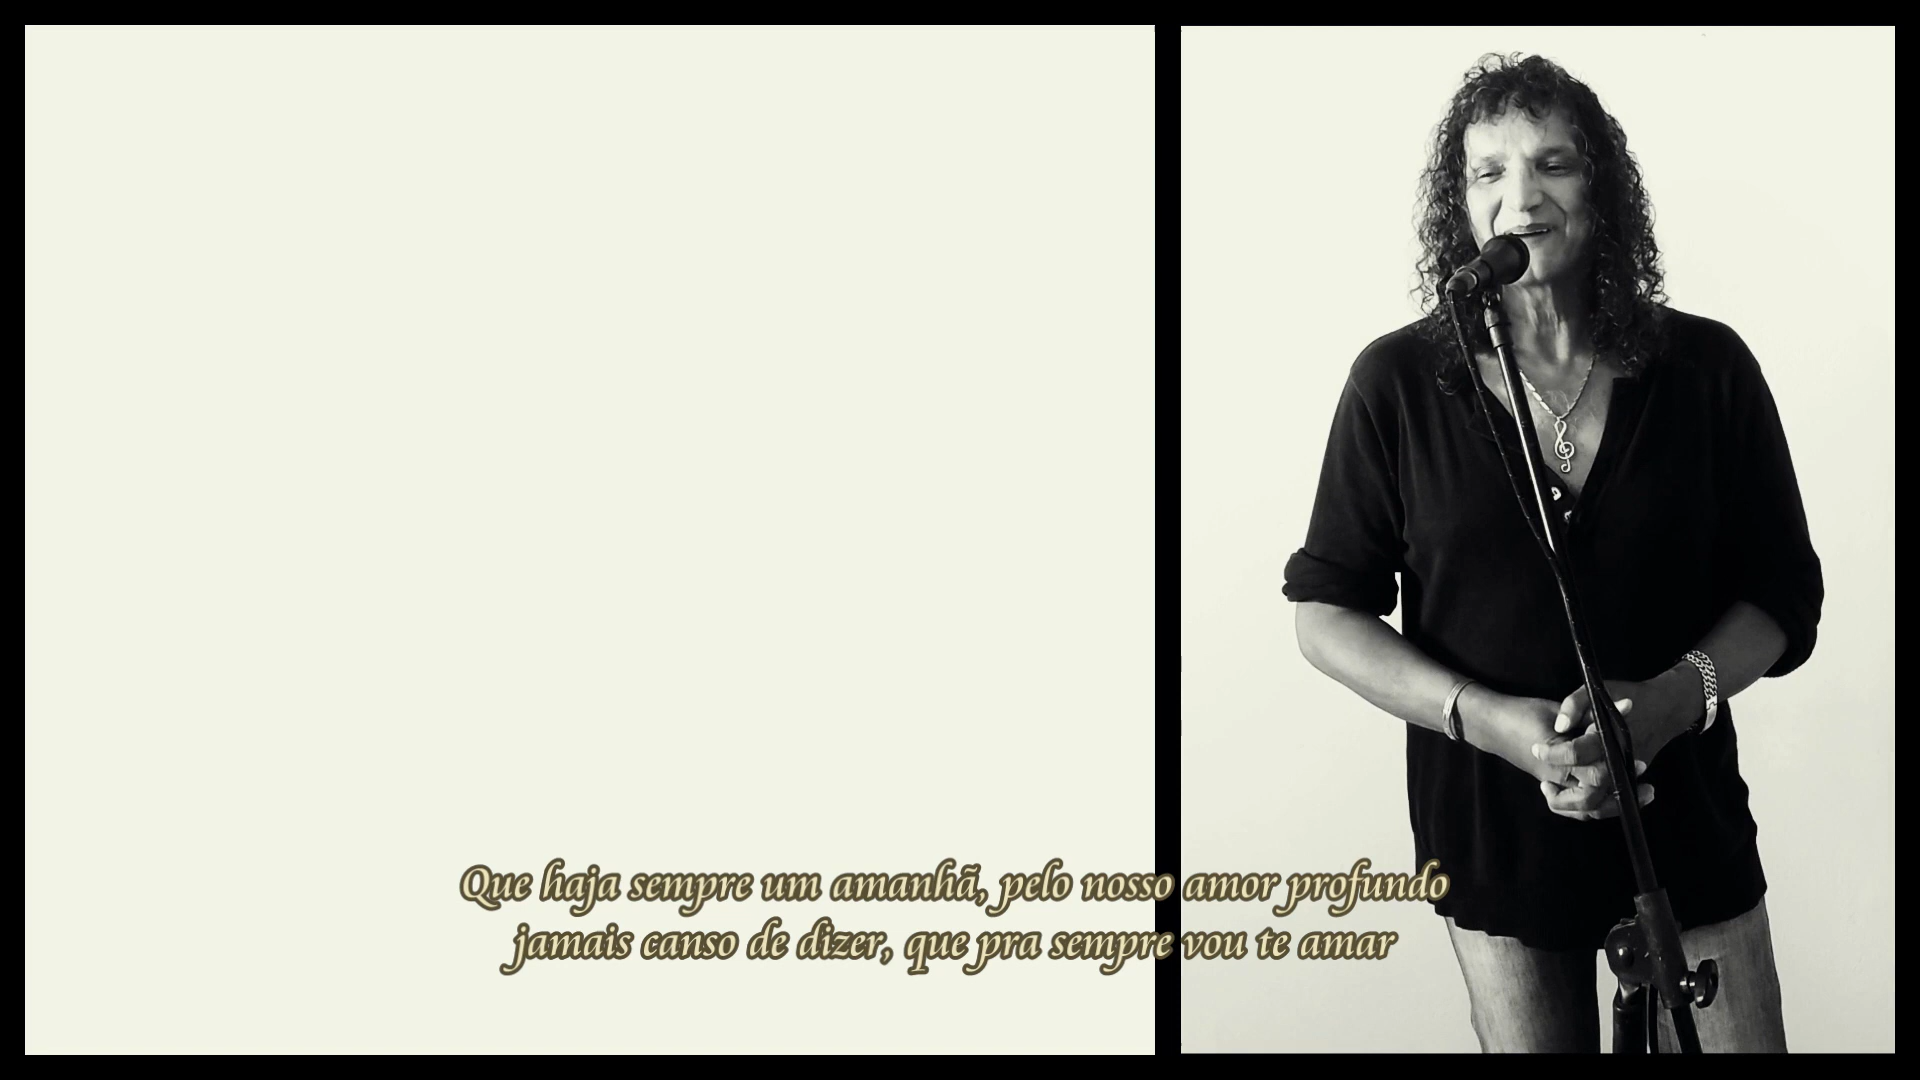 Que haja sempre um amanhã, pelo nosso amor profundo
jamais canso de dizer, que pra sempre vou te amar